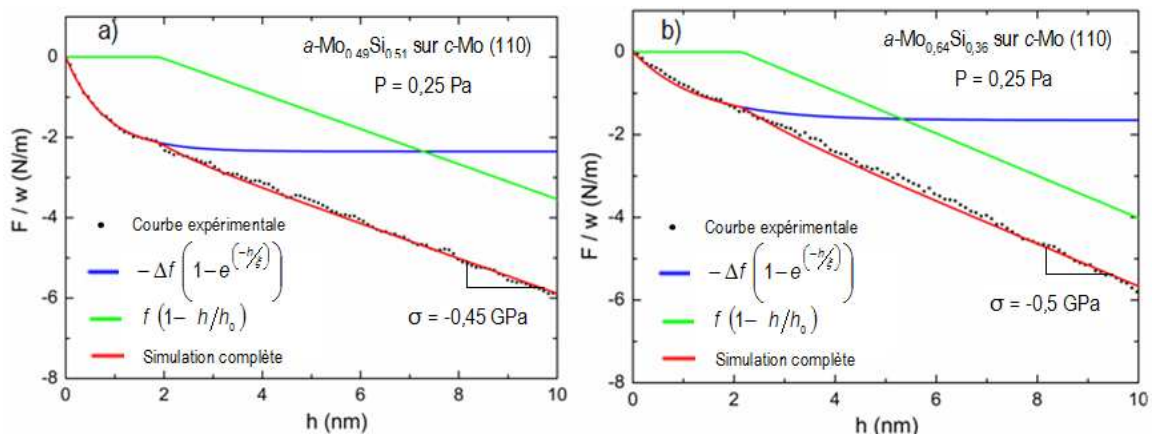 a)
a-Mo0.49Si0.51 sur c-Mo (110)
P = 0,25 Pa
F / w (N/m)
0
-2
-4
-6
-8
Courbe expérimentale
−Δf (1−e^(−h/ξ))
f (1− h/h0)
Simulation complète
σ = -0,45 GPa
0 2 4 6 8 10
h (nm)
b)
a-Mo0,64Si0,36 sur c-Mo (110)
P = 0,25 Pa
F / w (N/m)
0
-2
-4
-6
-8
Courbe expérimentale
−Δf (1−e^(−h/ξ))
f (1− h/h0)
Simulation complète
σ = -0,5 GPa
0 2 4 6 8 10
h (nm)